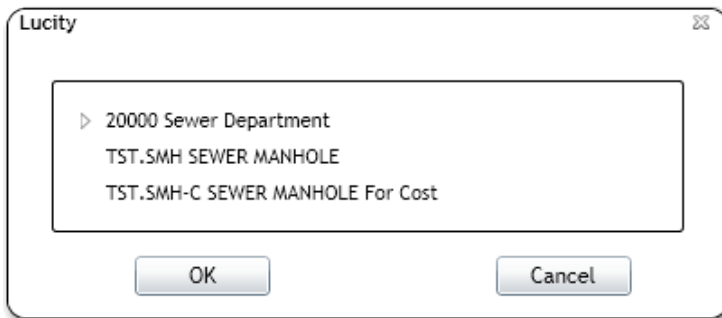 Lucity
20000 Sewer Department
TST.SMH SEWER MANHOLE
TST.SMH-C SEWER MANHOLE For Cost
OK
Cancel